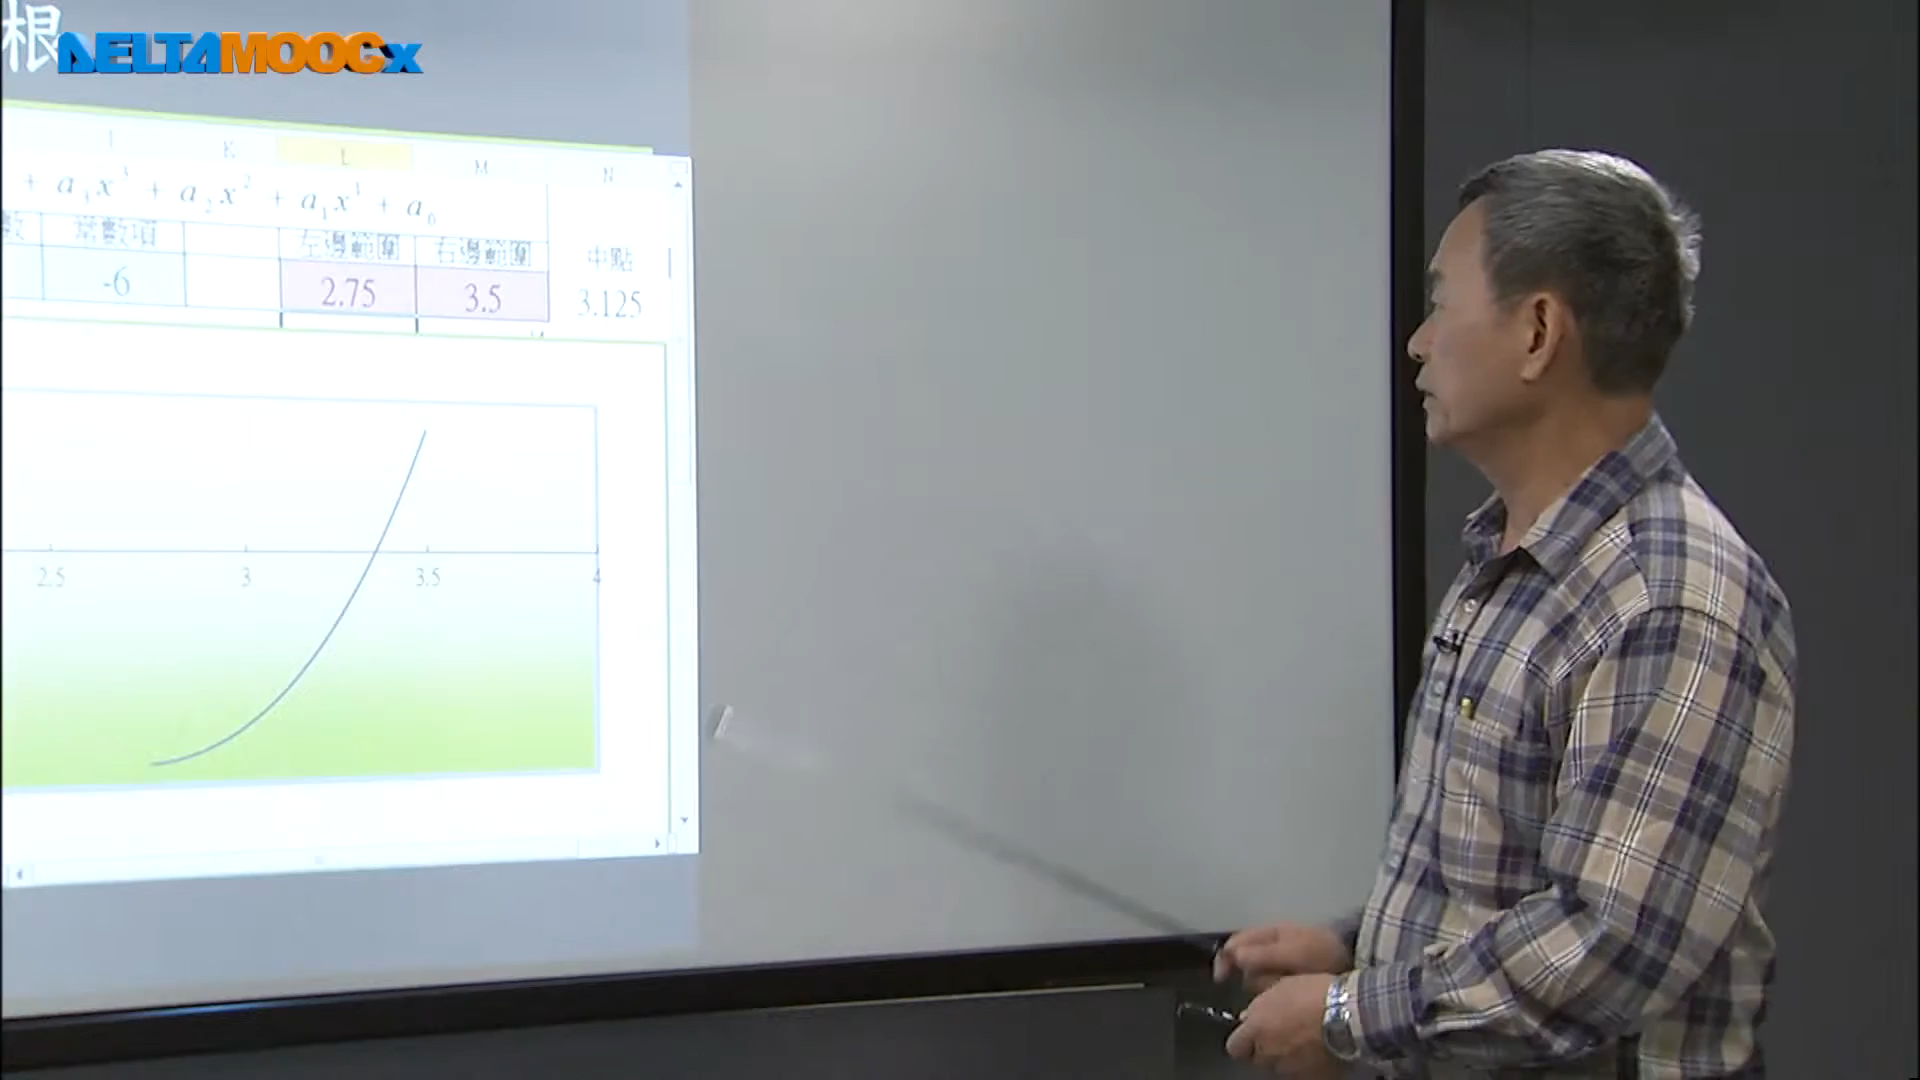 根
DELTAMOOCx
K L M N
+ a₃x³ + a₂x² + a₁x¹ + a₀
數 常數項 左邊範圍 右邊範圍 中點
-6 2.75 3.5 3.125
2.5 3 3.5 4